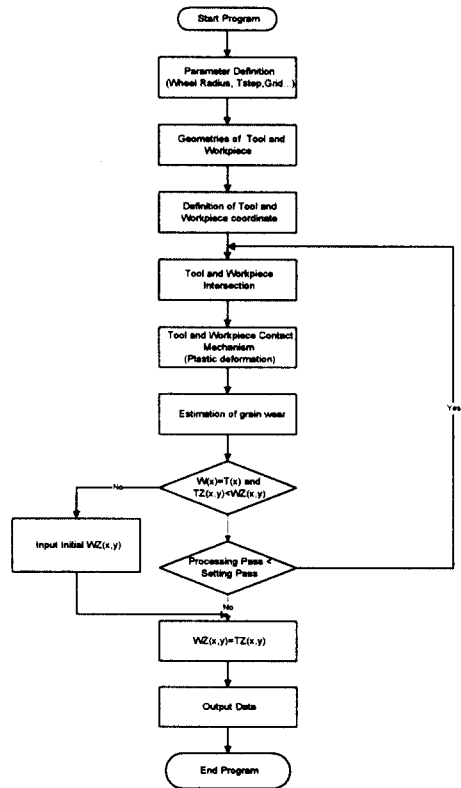 Start Program
Parameter Definition
(Wheel Radius, Tstep,Grid...)
Geometries of Tool and
Workpiece
Definition of Tool and
Workpiece coordinate
Tool and Workpiece
Intersection
Tool and Workpiece Contact
Mechanism
(Plastic deformation)
Estimation of grain wear
Yes
W(x)=T(x) and
TZ(x,y)<WZ(x,y)
No
Input Initial WZ(x,y)
Processing Pass <
Setting Pass
No
WZ(x,y)=TZ(x,y)
Output Data
End Program